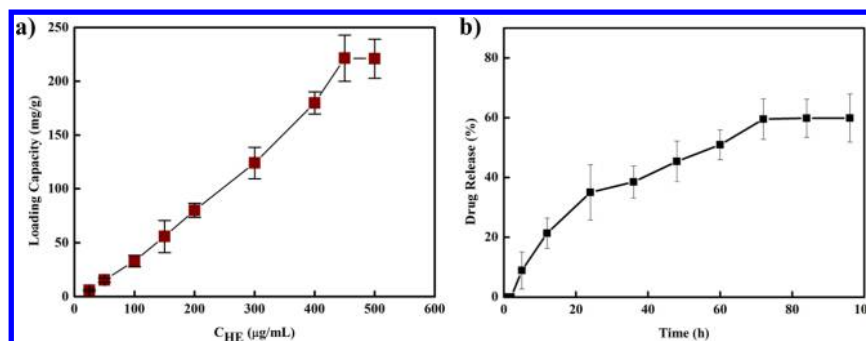 a)
250
200
150
100
50
0
Loading Capacity (mg/g)
0 100 200 300 400 500 600
C_HE (μg/mL)
b)
80
60
40
20
0
Drug Release (%)
0 20 40 60 80 100
Time (h)